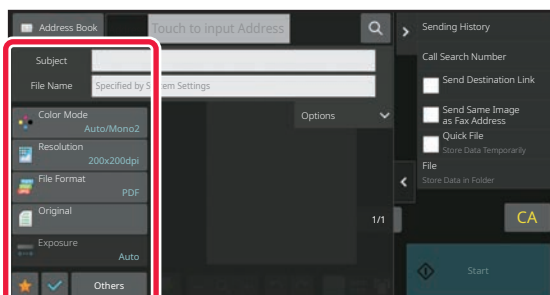 Address Book
Touch to input Address
Subject
File Name
Specified by System Settings
Color Mode
Auto/Mono2
Resolution
200x200dpi
File Format
PDF
Original
Exposure
Auto
Others
Options
1/1
Sending History
Call Search Number
Send Destination Link
Send Same Image
as Fax Address
Quick File
Store Data Temporarily
File
Store Data in Folder
CA
Start